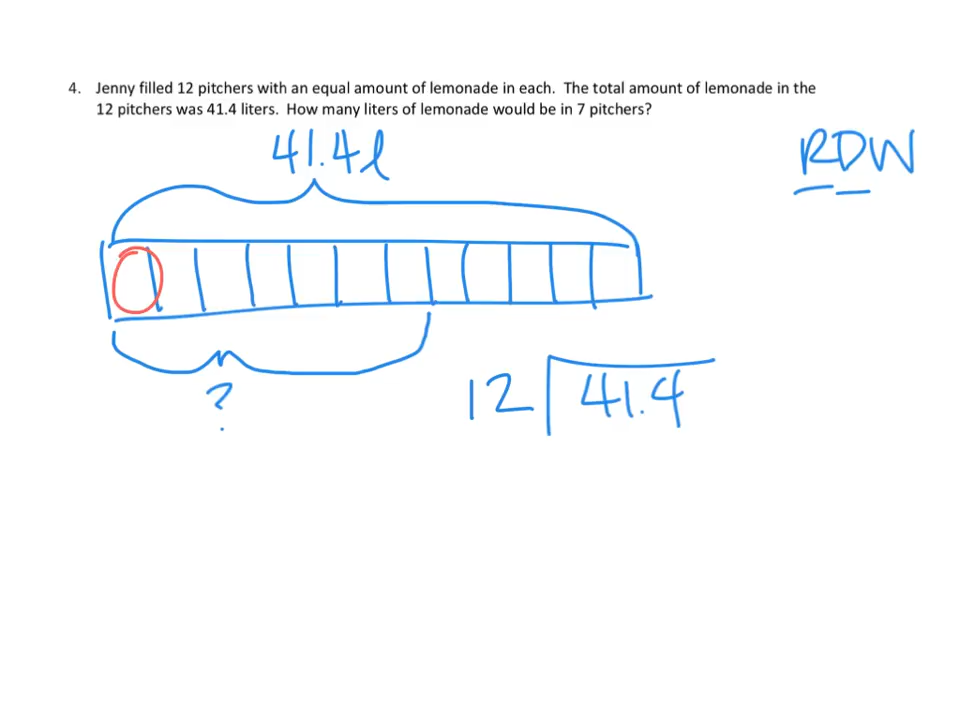 4. Jenny filled 12 pitchers with an equal amount of lemonade in each. The total amount of lemonade in the
12 pitchers was 41.4 liters. How many liters of lemonade would be in 7 pitchers?
41.4l
RDW
?
12 41.4